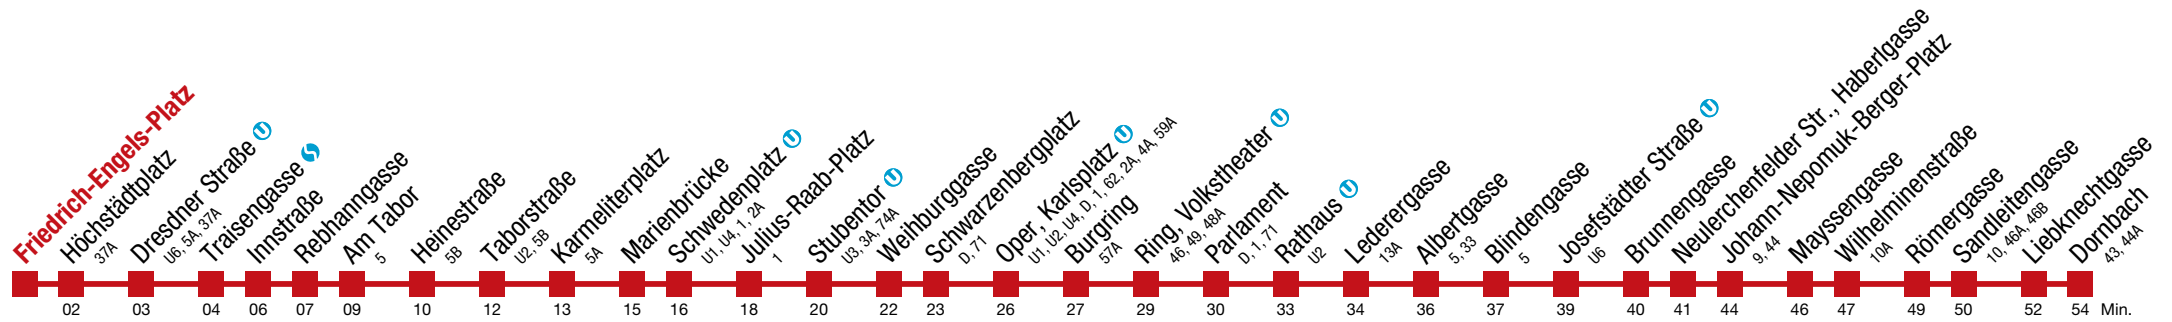 Friedrich-Engels-Platz
Höchstädtplatz
37A
Dresdner Straße U
U6, 5A, 37A
Traisengasse S
Innstraße
Rebhanngasse
Am Tabor
5
Heinestraße
5B
Taborstraße
U2, 5B
Karmeliterplatz
5A
Marienbrücke
Schwedenplatz U
U1, U4, 1, 2A
Julius-Raab-Platz
1
Stubentor U
U3, 3A, 74A
Weihburggasse
Schwarzenbergplatz
D, 71
Oper, Karlsplatz U
U1, U2, U4, D, 1, 62, 2A, 4A, 59A
Burgring
57A
Ring, Volkstheater U
46, 49, 48A
Parlament
D, 1, 71
Rathaus U
U2
Lederergasse
13A
Albertgasse
5, 33
Blindengasse
5
Josefstädter Straße U
U6
Brunnengasse
Neulerchenfelder Str., Haberlgasse
Johann-Nepomuk-Berger-Platz
9, 44
Mayssengasse
Wilhelminenstraße
10A
Römergasse
Sandleitengasse
10, 46A, 46B
Liebknechtgasse
Dornbach
43, 44A
02 03 04 06 07 09 10 12 13 15 16 18 20 22 23 26 27 29 30 33 34 36 37 39 40 41 44 46 47 49 50 52 54 Min.